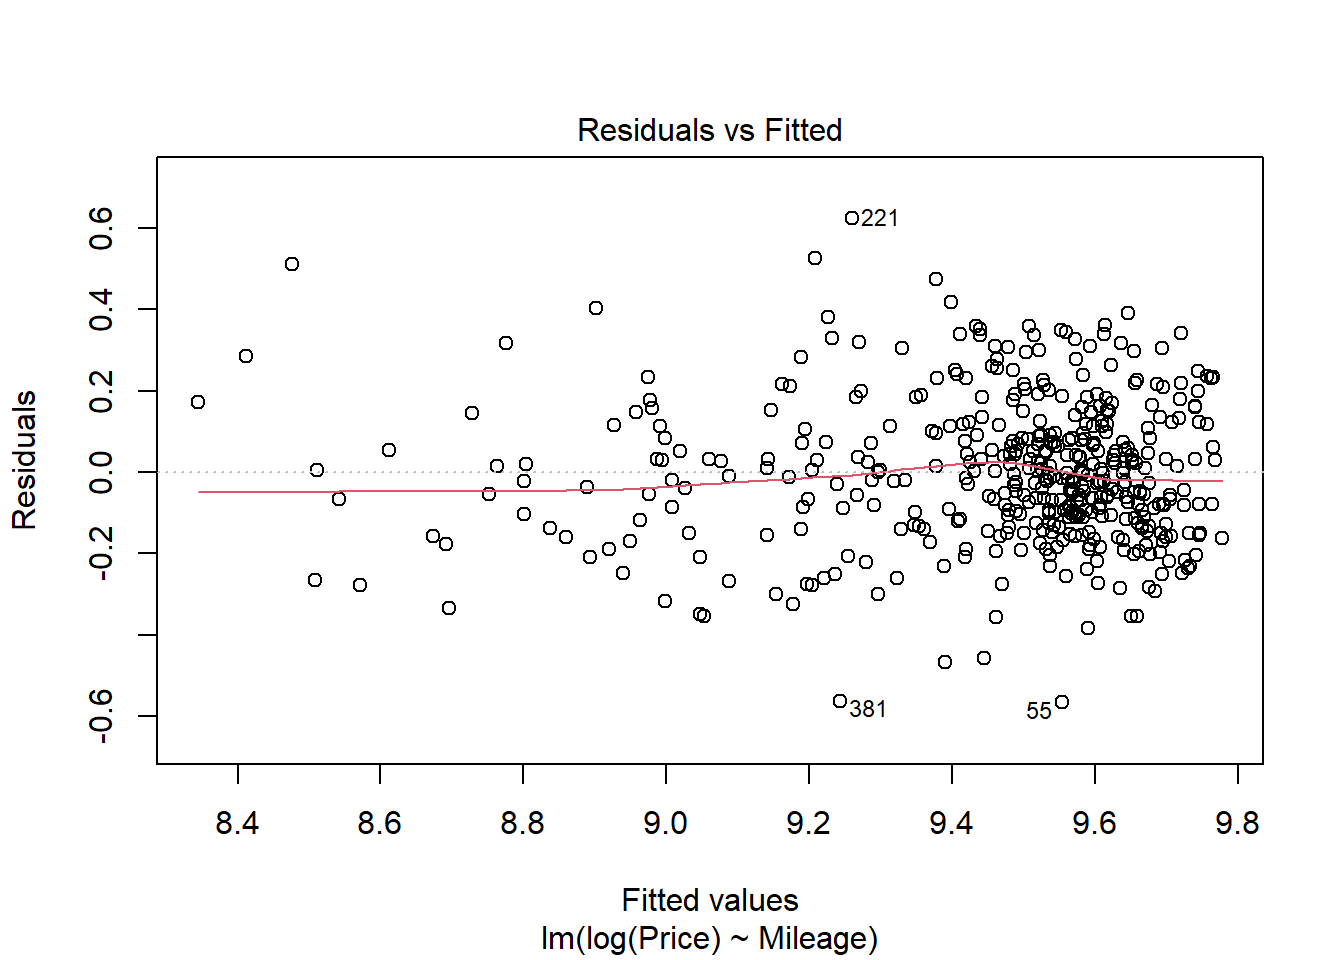 Residuals vs Fitted
Residuals
0.6
0.4
0.2
0.0
-0.2
-0.6
221
381
55
8.4 8.6 8.8 9.0 9.2 9.4 9.6 9.8
Fitted values
lm(log(Price) ~ Mileage)